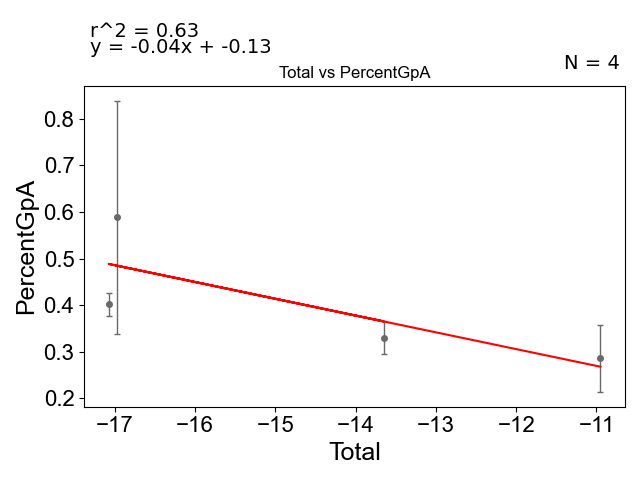 r^2 = 0.63
y = -0.04x + -0.13
N = 4
Total vs PercentGpA
PercentGpA
0.8
0.7
0.6
0.5
0.4
0.3
0.2
−17 −16 −15 −14 −13 −12 −11
Total